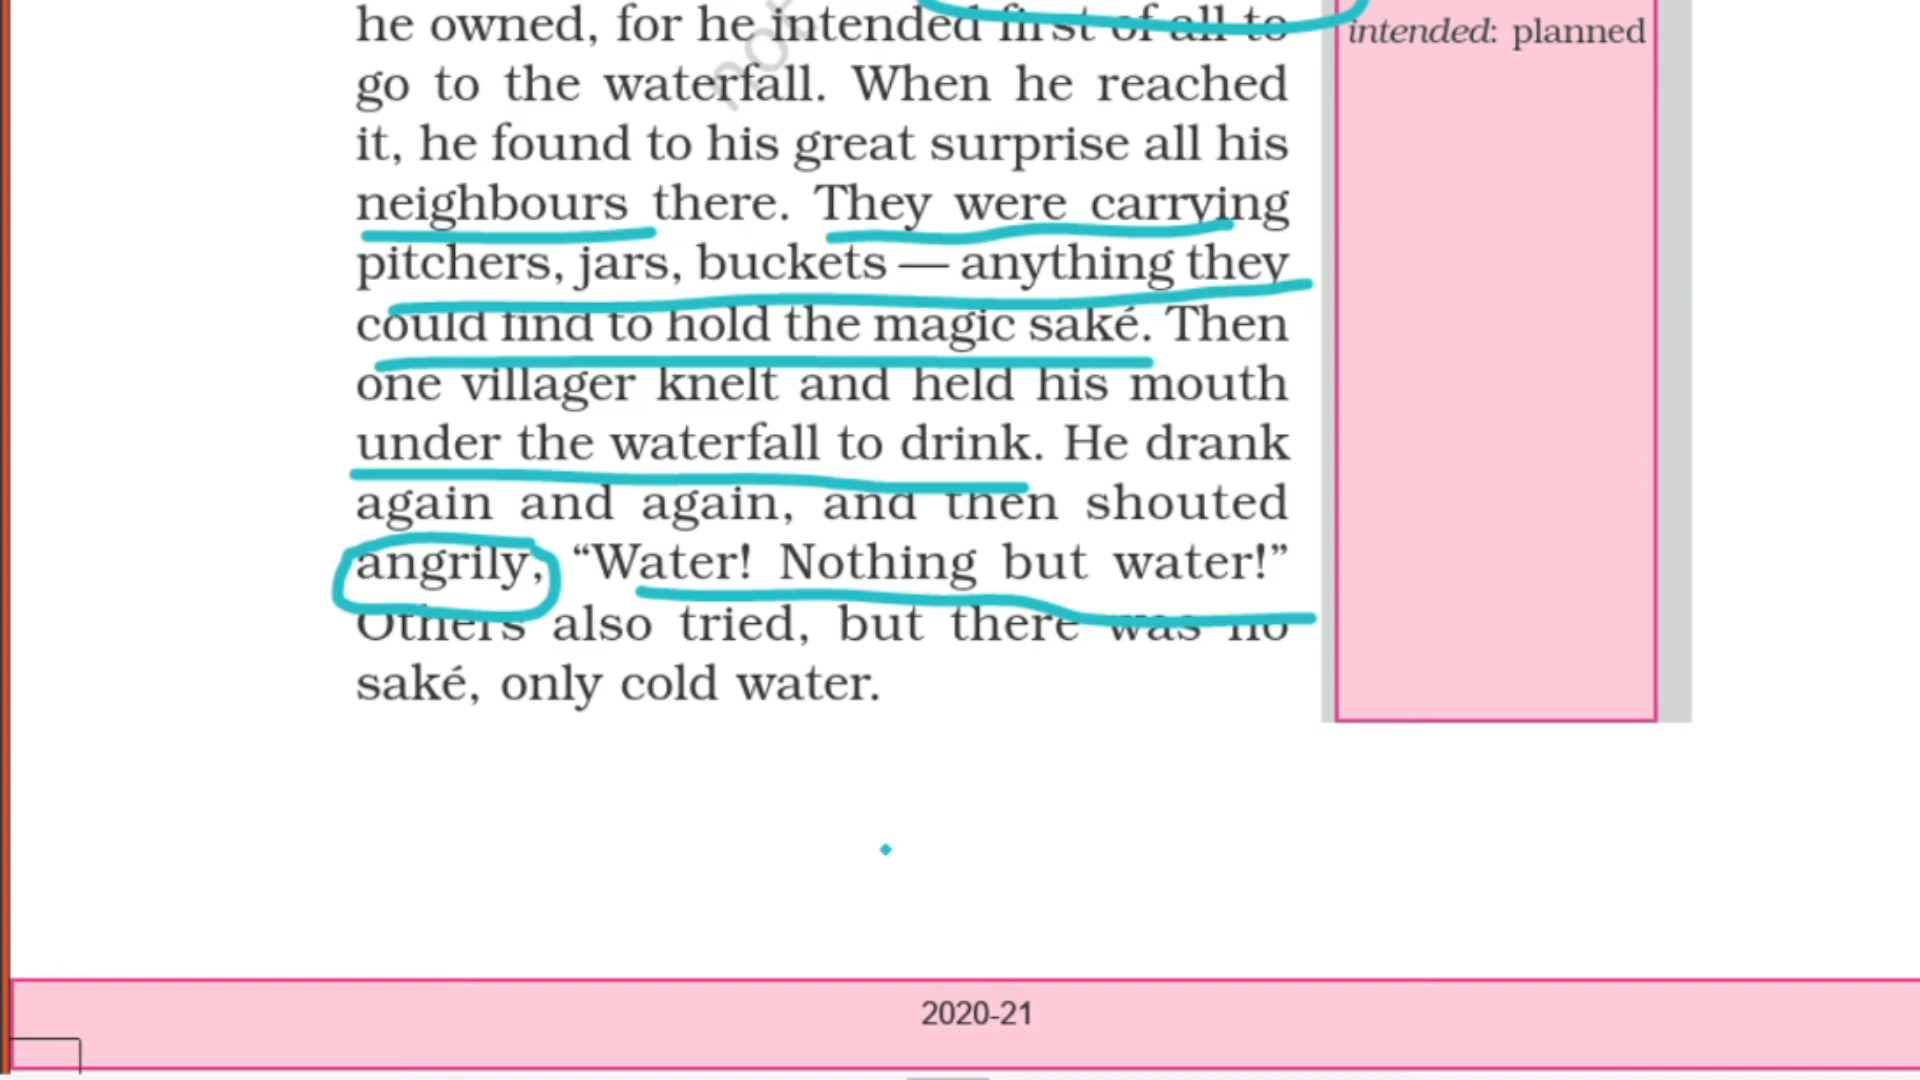 he owned, for he intended first of all to
intended: planned
go to the waterfall. When he reached
it, he found to his great surprise all his
neighbours there. They were carrying
pitchers, jars, buckets — anything they
could find to hold the magic saké. Then
one villager knelt and held his mouth
under the waterfall to drink. He drank
again and again, and then shouted
angrily, “Water! Nothing but water!”
Others also tried, but there was no
saké, only cold water.
not
2020-21